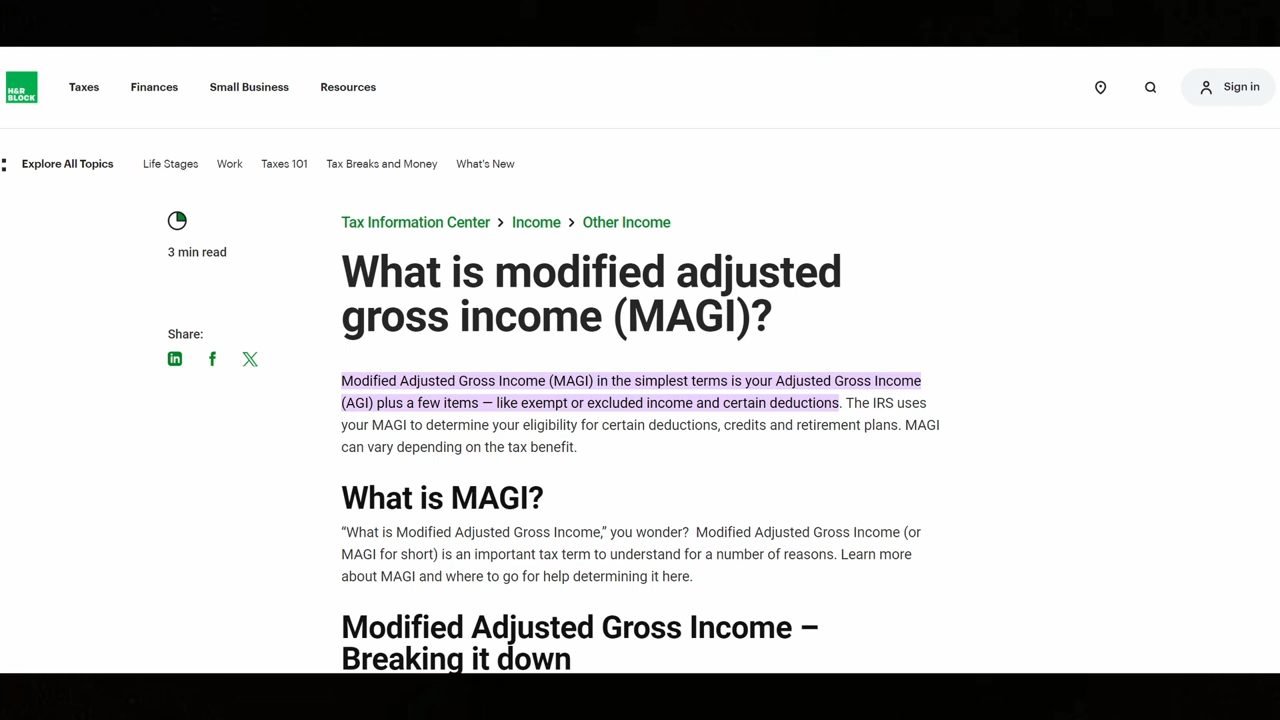 H&R
BLOCK
Taxes
Finances
Small Business
Resources
Sign in
Explore All Topics
Life Stages
Work
Taxes 101
Tax Breaks and Money
What's New
3 min read
Share:
Tax Information Center > Income > Other Income
What is modified adjusted
gross income (MAGI)?
Modified Adjusted Gross Income (MAGI) in the simplest terms is your Adjusted Gross Income
(AGI) plus a few items — like exempt or excluded income and certain deductions. The IRS uses
your MAGI to determine your eligibility for certain deductions, credits and retirement plans. MAGI
can vary depending on the tax benefit.
What is MAGI?
“What is Modified Adjusted Gross Income,” you wonder?  Modified Adjusted Gross Income (or
MAGI for short) is an important tax term to understand for a number of reasons. Learn more
about MAGI and where to go for help determining it here.
Modified Adjusted Gross Income –
Breaking it down